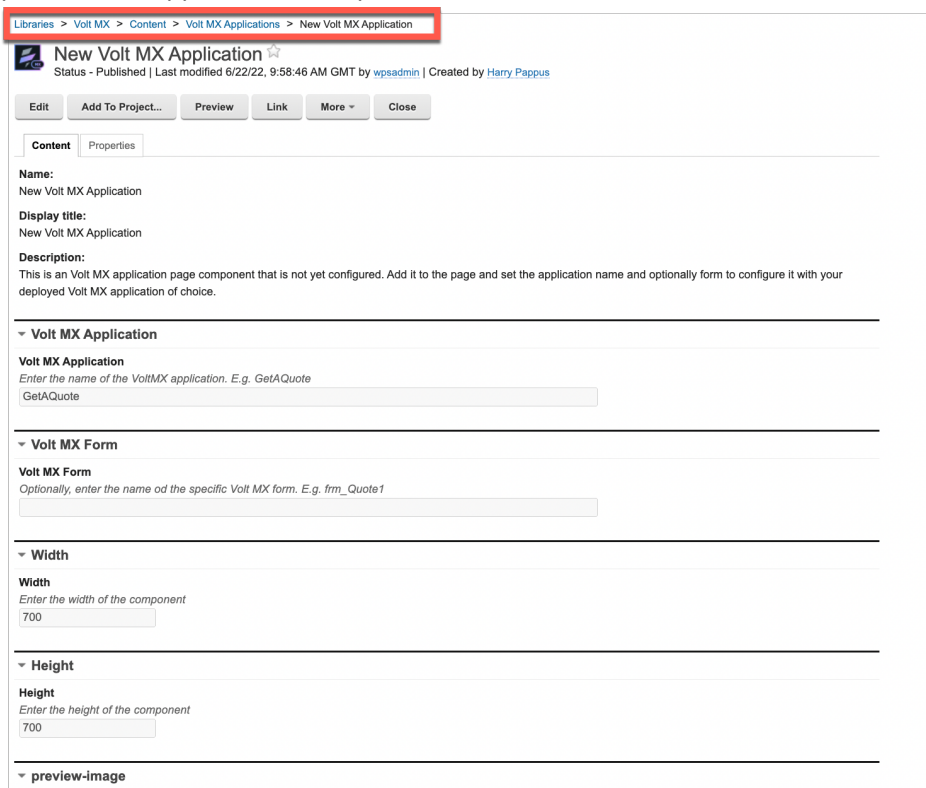 Libraries > Volt MX > Content > Volt MX Applications > New Volt MX Application
New Volt MX Application
Status - Published | Last modified 6/22/22, 9:58:46 AM GMT by wpsadmin | Created by Harry Pappus
Edit Add To Project... Preview Link More Close
Content Properties
Name:
New Volt MX Application
Display title:
New Volt MX Application
Description:
This is an Volt MX application page component that is not yet configured. Add it to the page and set the application name and optionally form to configure it with your
deployed Volt MX application of choice.
Volt MX Application
Volt MX Application
Enter the name of the VoltMX application. E.g. GetAQuote
GetAQuote
Volt MX Form
Volt MX Form
Optionally, enter the name od the specific Volt MX form. E.g. frm_Quote1
Width
Width
Enter the width of the component
700
Height
Height
Enter the height of the component
700
preview-image